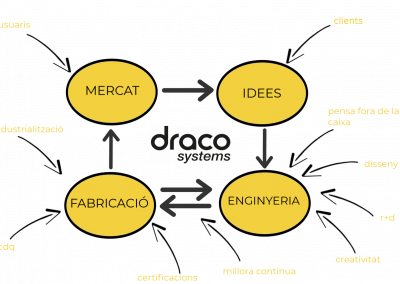 usuaris
clients
MERCAT
IDEES
pensa fora de la
caixa
dustrialització
draco
systems
disseny
FABRICACIÓ
ENGINYERIA
r+d
cdq
creativitat
certificacions
millora continua